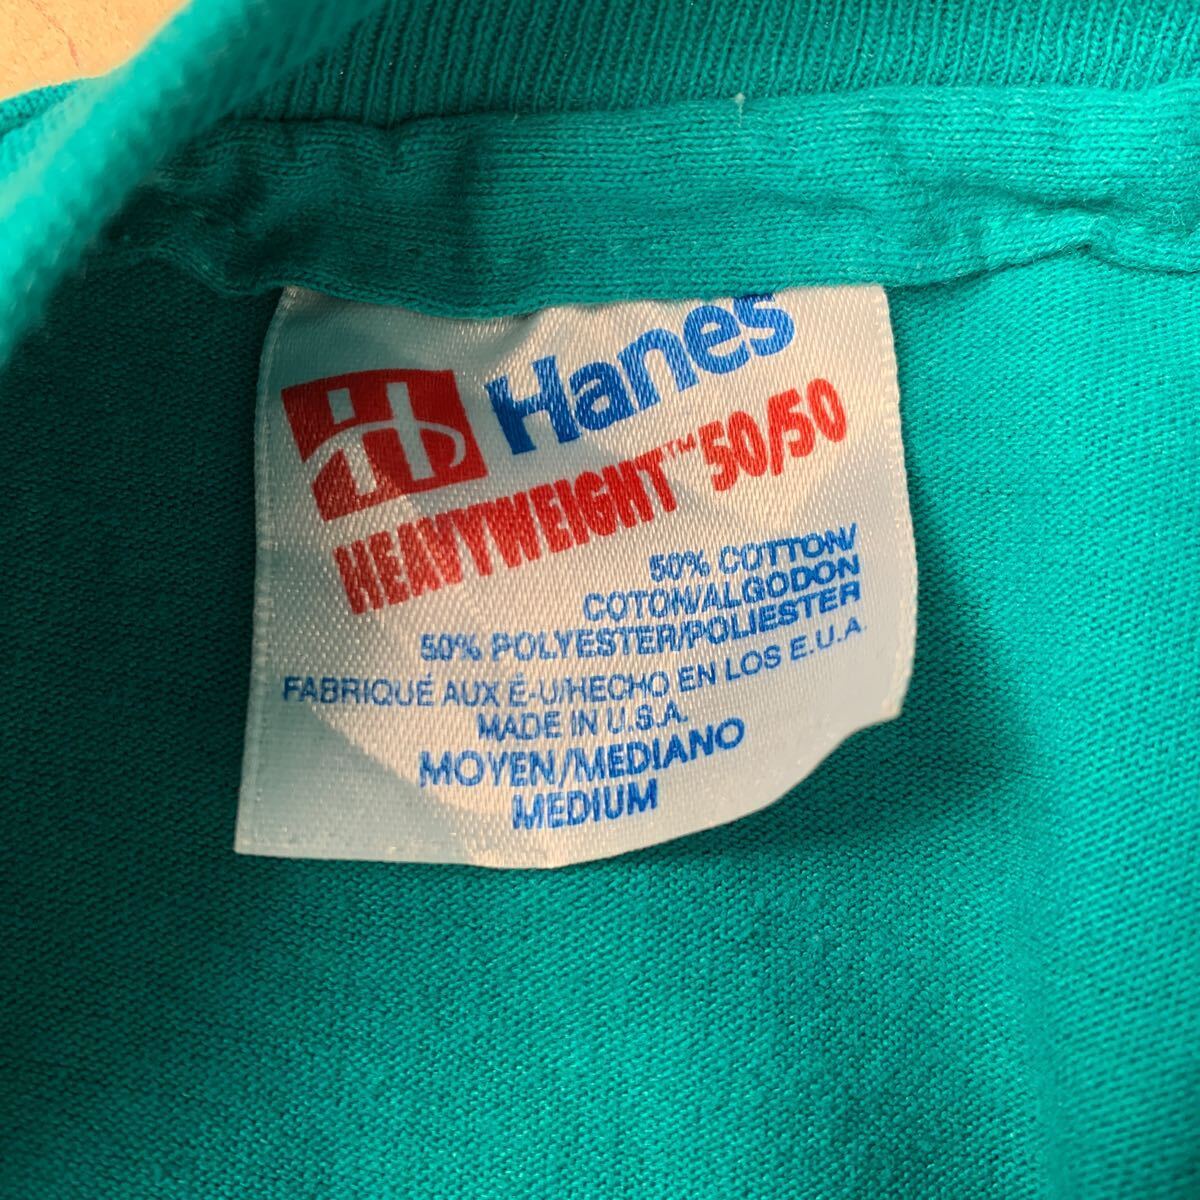 Hanes
HEAVYWEIGHT™ 50/50
50% COTTON/
COTON/ALGODON
50% POLYESTER/POLIESTER
FABRIQUÉ AUX É-U/HECHO EN LOS E.U.A.
MADE IN U.S.A.
MOYEN/MEDIANO
MEDIUM